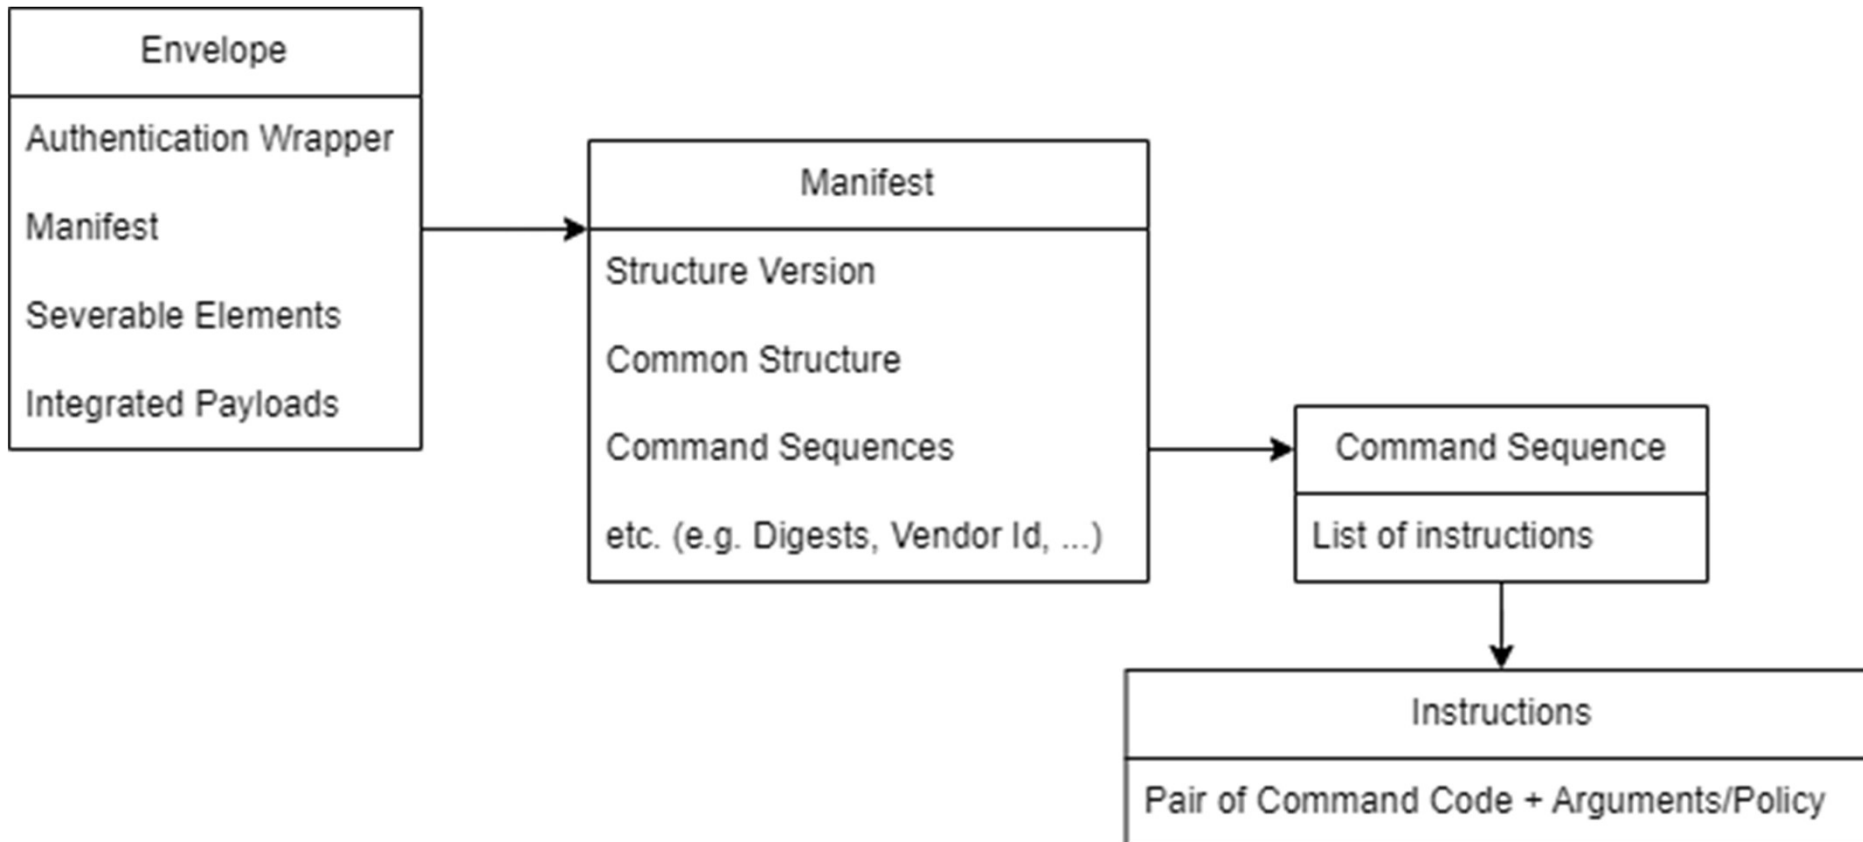 Envelope
Authentication Wrapper
Manifest
Severable Elements
Integrated Payloads
Manifest
Structure Version
Common Structure
Command Sequences
etc. (e.g. Digests, Vendor Id, ...)
Command Sequence
List of instructions
Instructions
Pair of Command Code + Arguments/Policy